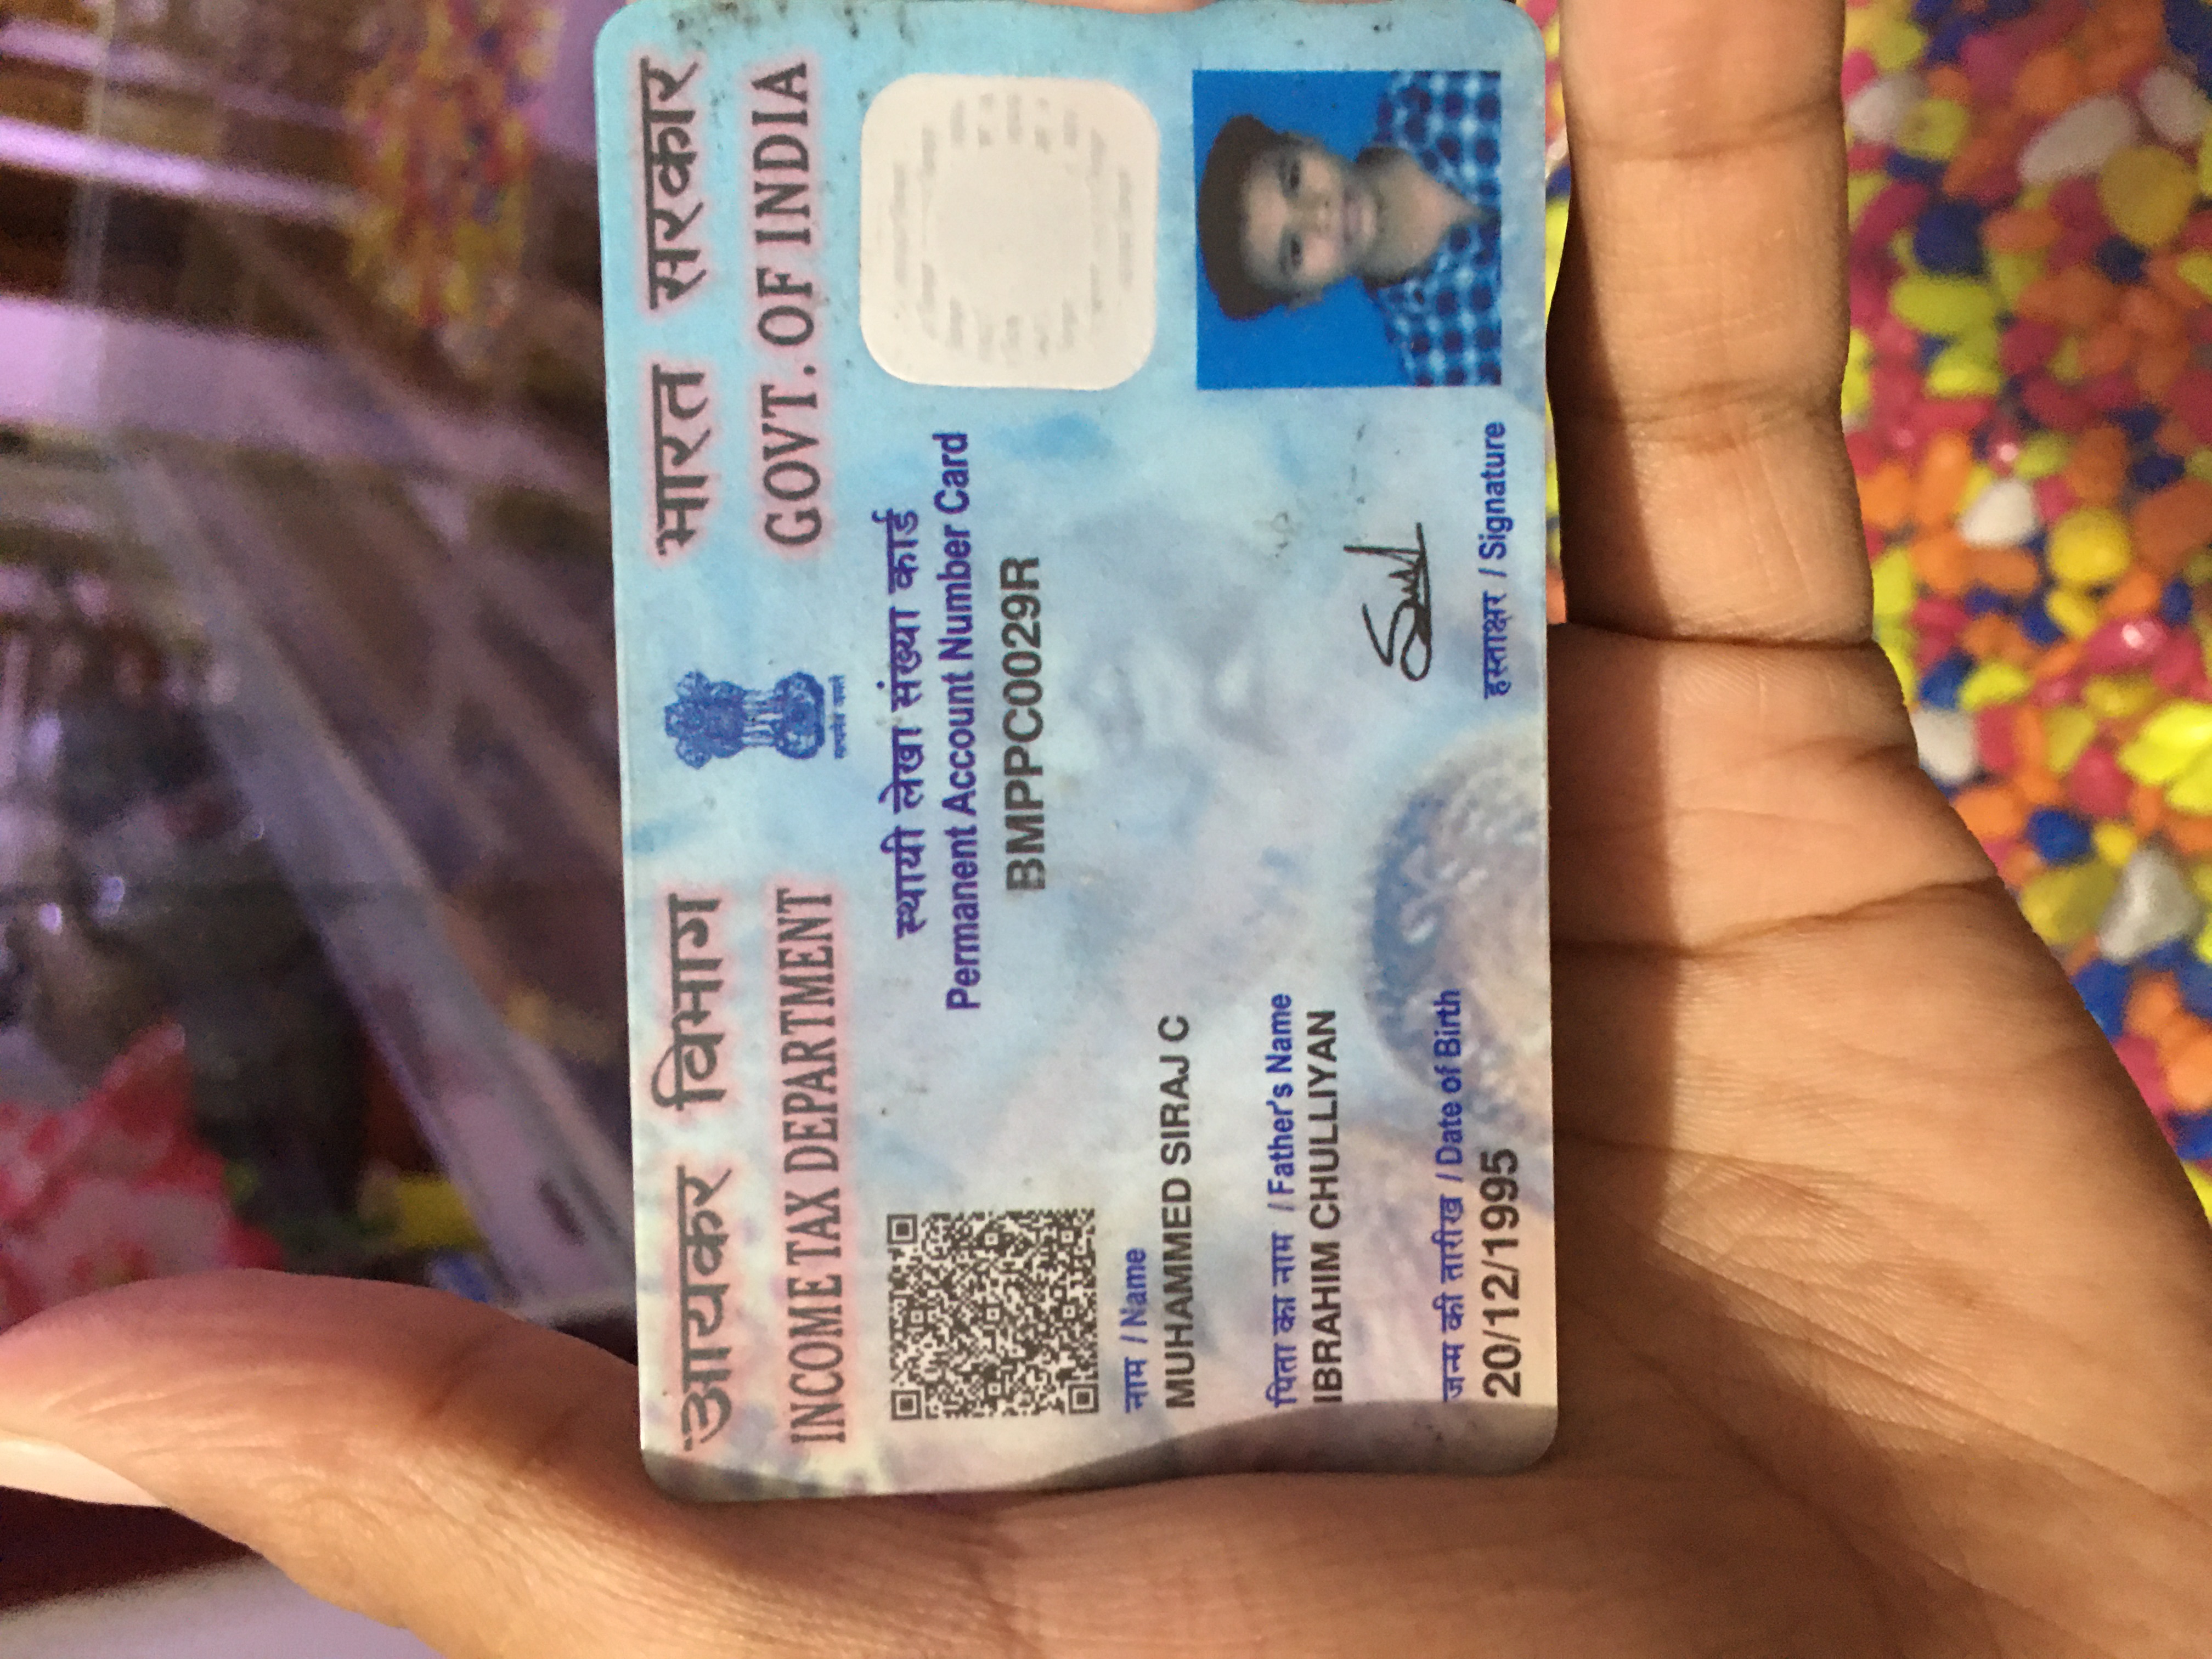 आयकर विभाग
INCOME TAX DEPARTMENT
सत्यमेव जयते
भारत सरकार
GOVT. OF INDIA
स्थायी लेखा संख्या कार्ड
Permanent Account Number Card
BMPPC0029R
नाम / Name
MUHAMMED SIRAJ C
पिता का नाम / Father's Name
IBRAHIM CHULLIYAN
जन्म की तारीख / Date of Birth
20/12/1995
हस्ताक्षर / Signature